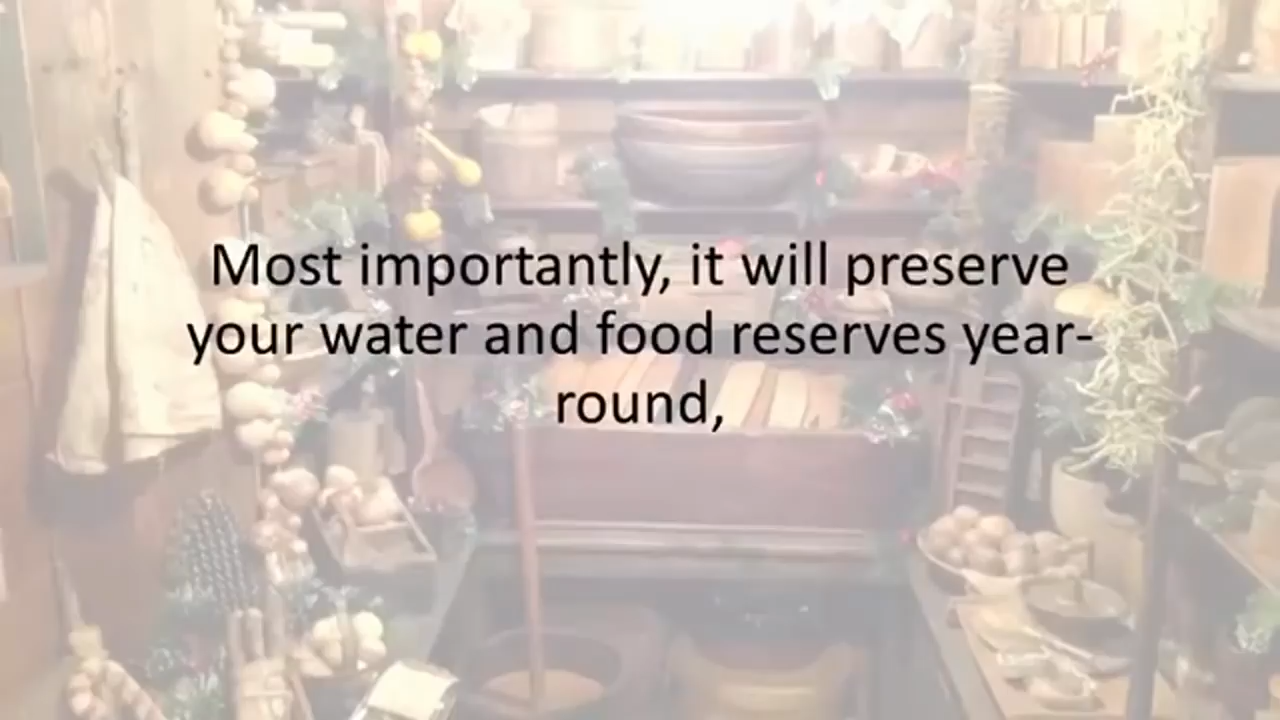 Most importantly, it will preserve
your water and food reserves year-
round,